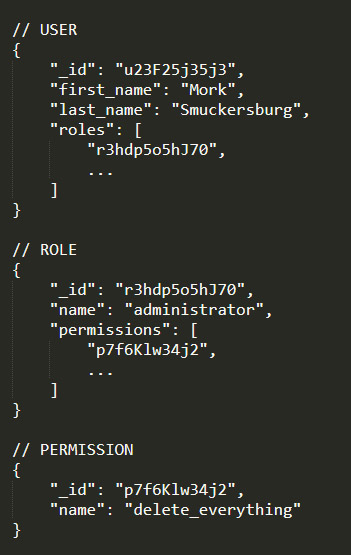 // USER
{
"_id": "u23F25j35j3",
"first_name": "Mork",
"last_name": "Smuckersburg",
"roles": [
"r3hdp5o5hJ70",
...
]
}
// ROLE
{
"_id": "r3hdp5o5hJ70",
"name": "administrator",
"permissions": [
"p7f6Klw34j2",
...
]
}
// PERMISSION
{
"_id": "p7f6Klw34j2",
"name": "delete_everything"
}